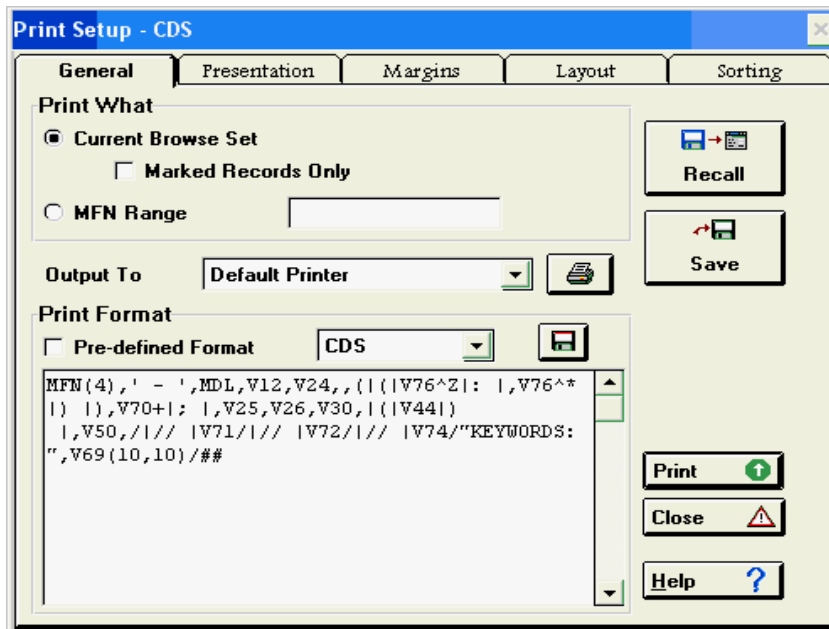 Print Setup - CDS
General
Presentation
Margins
Layout
Sorting
Print What
Current Browse Set
Marked Records Only
MFN Range
Recall
Save
Output To
Default Printer
Print Format
Pre-defined Format
CDS
MFN(4),' - ',MDL,V12,V24,,(|(|V76^Z|: |,V76^*
|) |),V70+|; |,V25,V26,V30,|(|V44|)
|,V50,/|// |V71/|// |V72/|// |V74/"KEYWORDS:
",V69(10,10)/##
Print
Close
Help